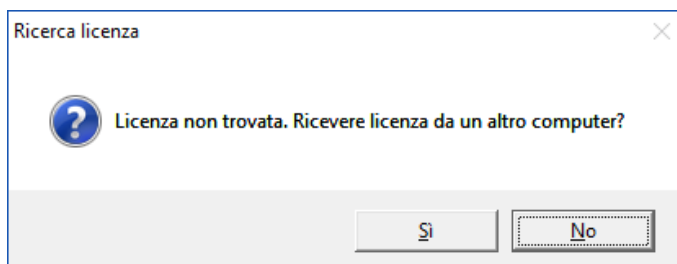 Ricerca licenza
Licenza non trovata. Ricevere licenza da un altro computer?
Sì
No